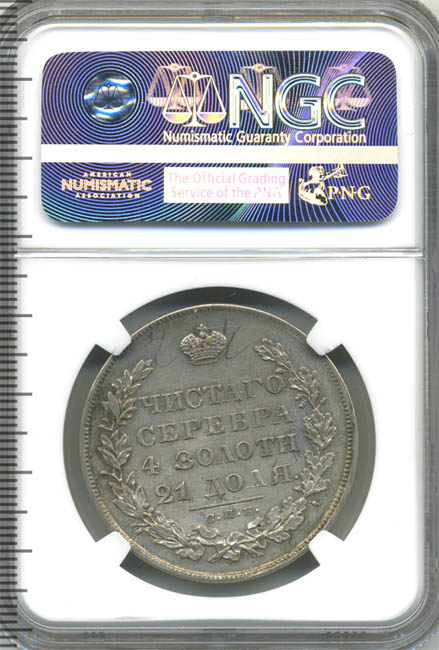 NGC
Numismatic Guaranty Corporation
AMERICAN
NUMISMATIC
ASSOCIATION
The Official Grading
Service of the PNG
P•N•G
ЧИСТАГО
СЕРЕБРА
4 ЗОЛОТН
21 ДОЛЯ.
С.П.Б.